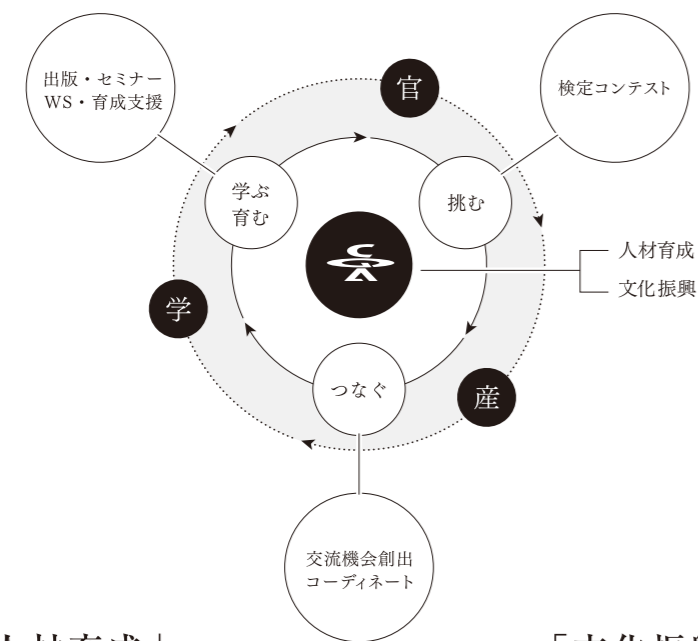 出版・セミナー
WS・育成支援
官
検定コンテスト
学ぶ
育む
挑む
人材育成
文化振興
学
つなぐ
産
交流機会創出
コーディネート